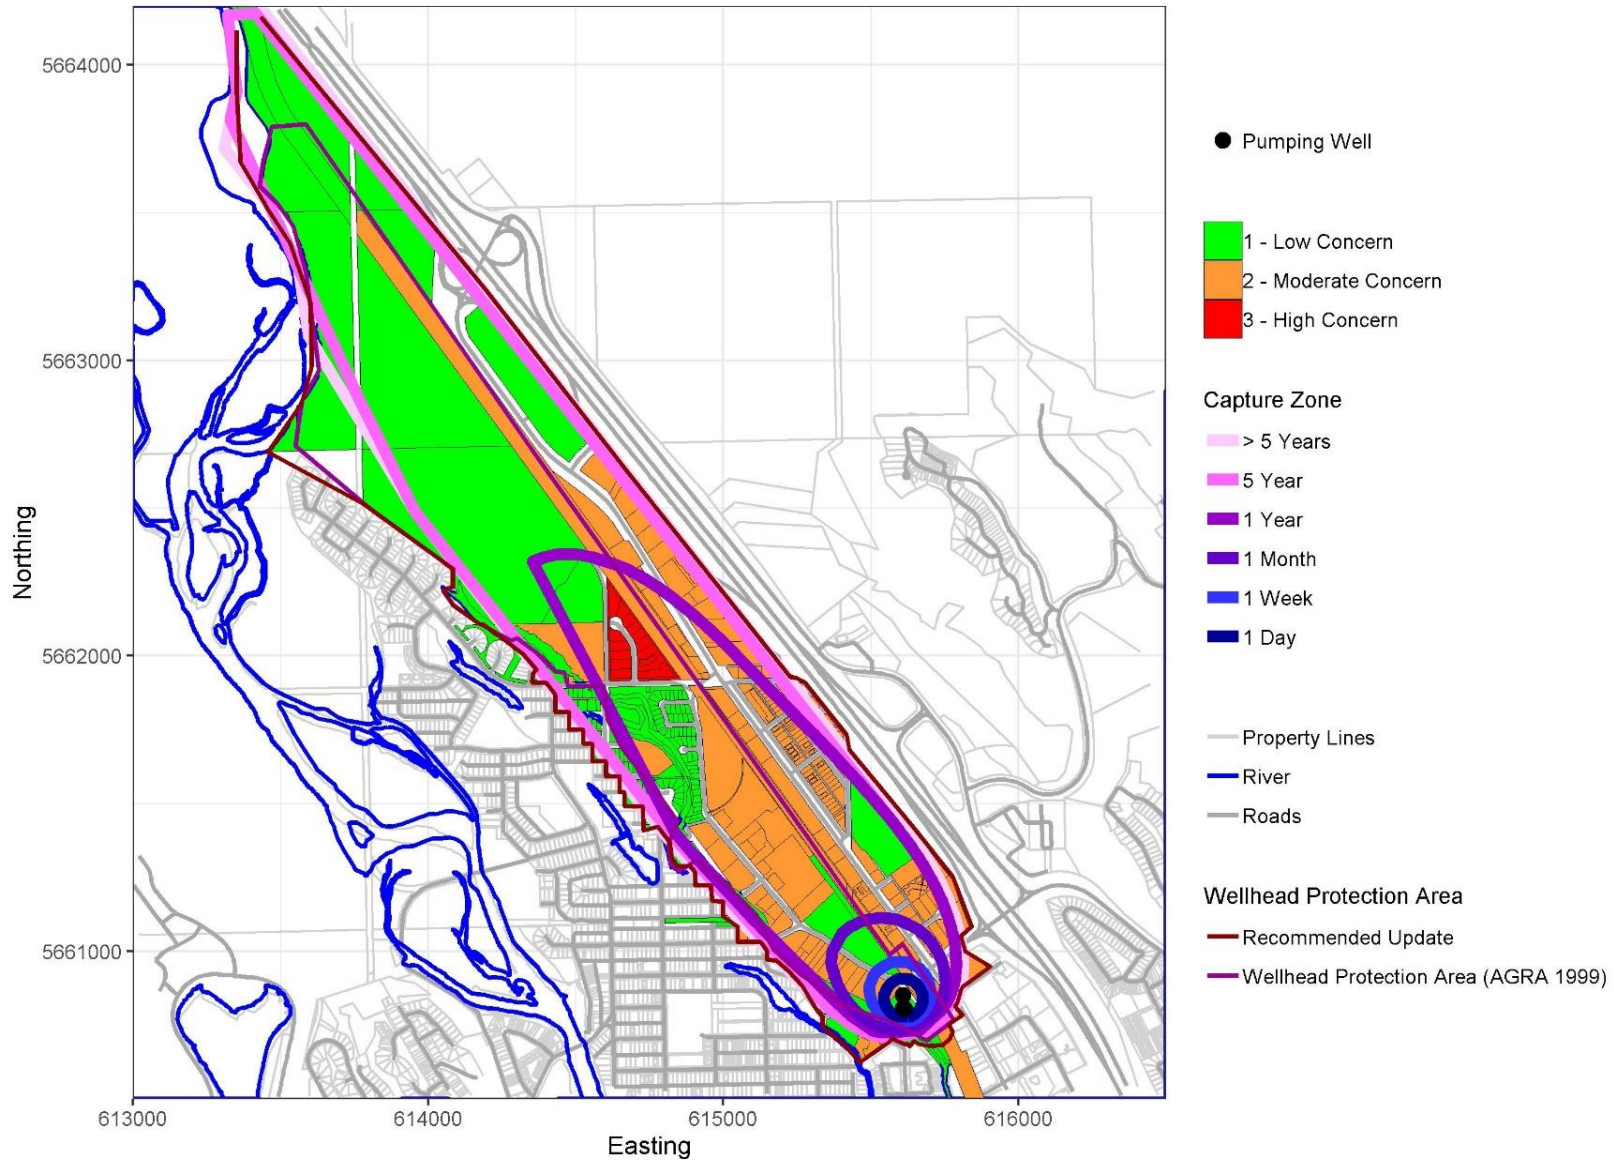 5664000
5663000
5662000
5661000
Northing
613000
614000
615000
616000
Easting
Pumping Well
1 - Low Concern
2 - Moderate Concern
3 - High Concern
Capture Zone
> 5 Years
5 Year
1 Year
1 Month
1 Week
1 Day
Property Lines
River
Roads
Wellhead Protection Area
Recommended Update
Wellhead Protection Area (AGRA 1999)